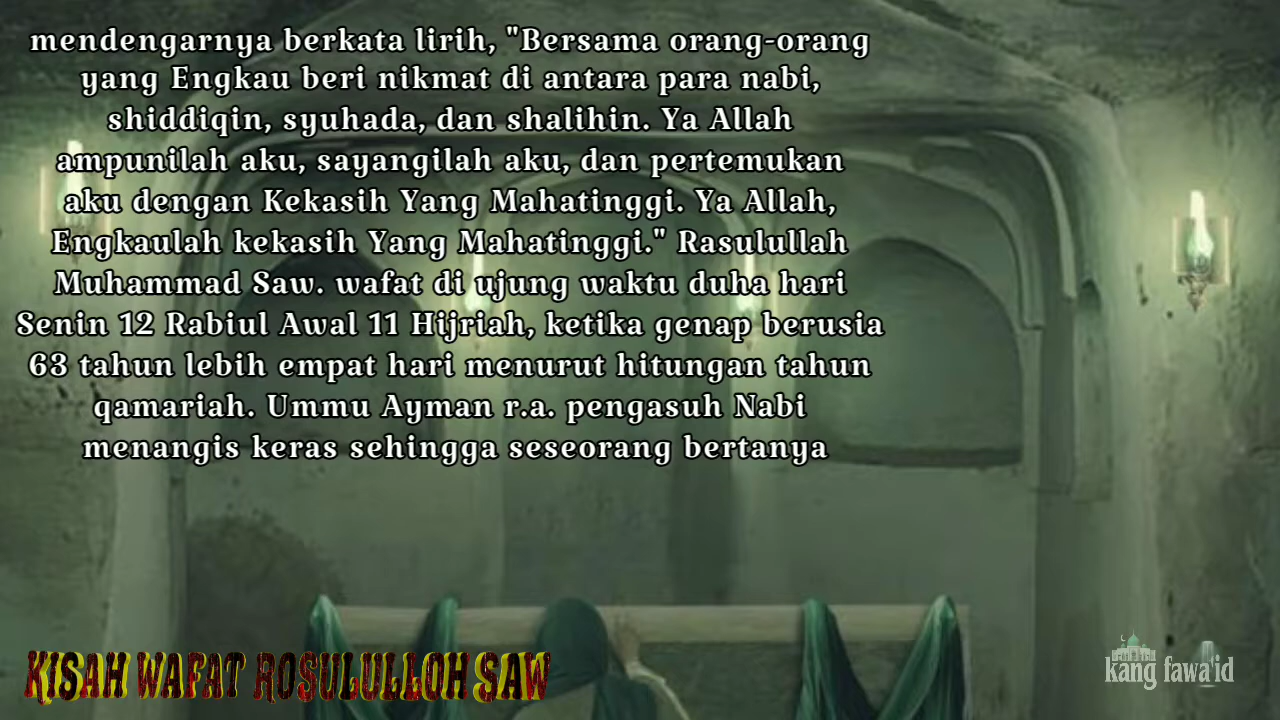 mendengarnya berkata lirih, "Bersama orang-orang
yang Engkau beri nikmat di antara para nabi,
shiddiqin, syuhada, dan shalihin. Ya Allah
ampunilah aku, sayangilah aku, dan pertemukan
aku dengan Kekasih Yang Mahatinggi. Ya Allah,
Engkaulah kekasih Yang Mahatinggi." Rasulullah
Muhammad Saw. wafat di ujung waktu duha hari
Senin 12 Rabiul Awal 11 Hijriah, ketika genap berusia
63 tahun lebih empat hari menurut hitungan tahun
qamariah. Ummu Ayman r.a. pengasuh Nabi
menangis keras sehingga seseorang bertanya
KISAH WAFAT ROSULULLOH SAW
kang fawa'id